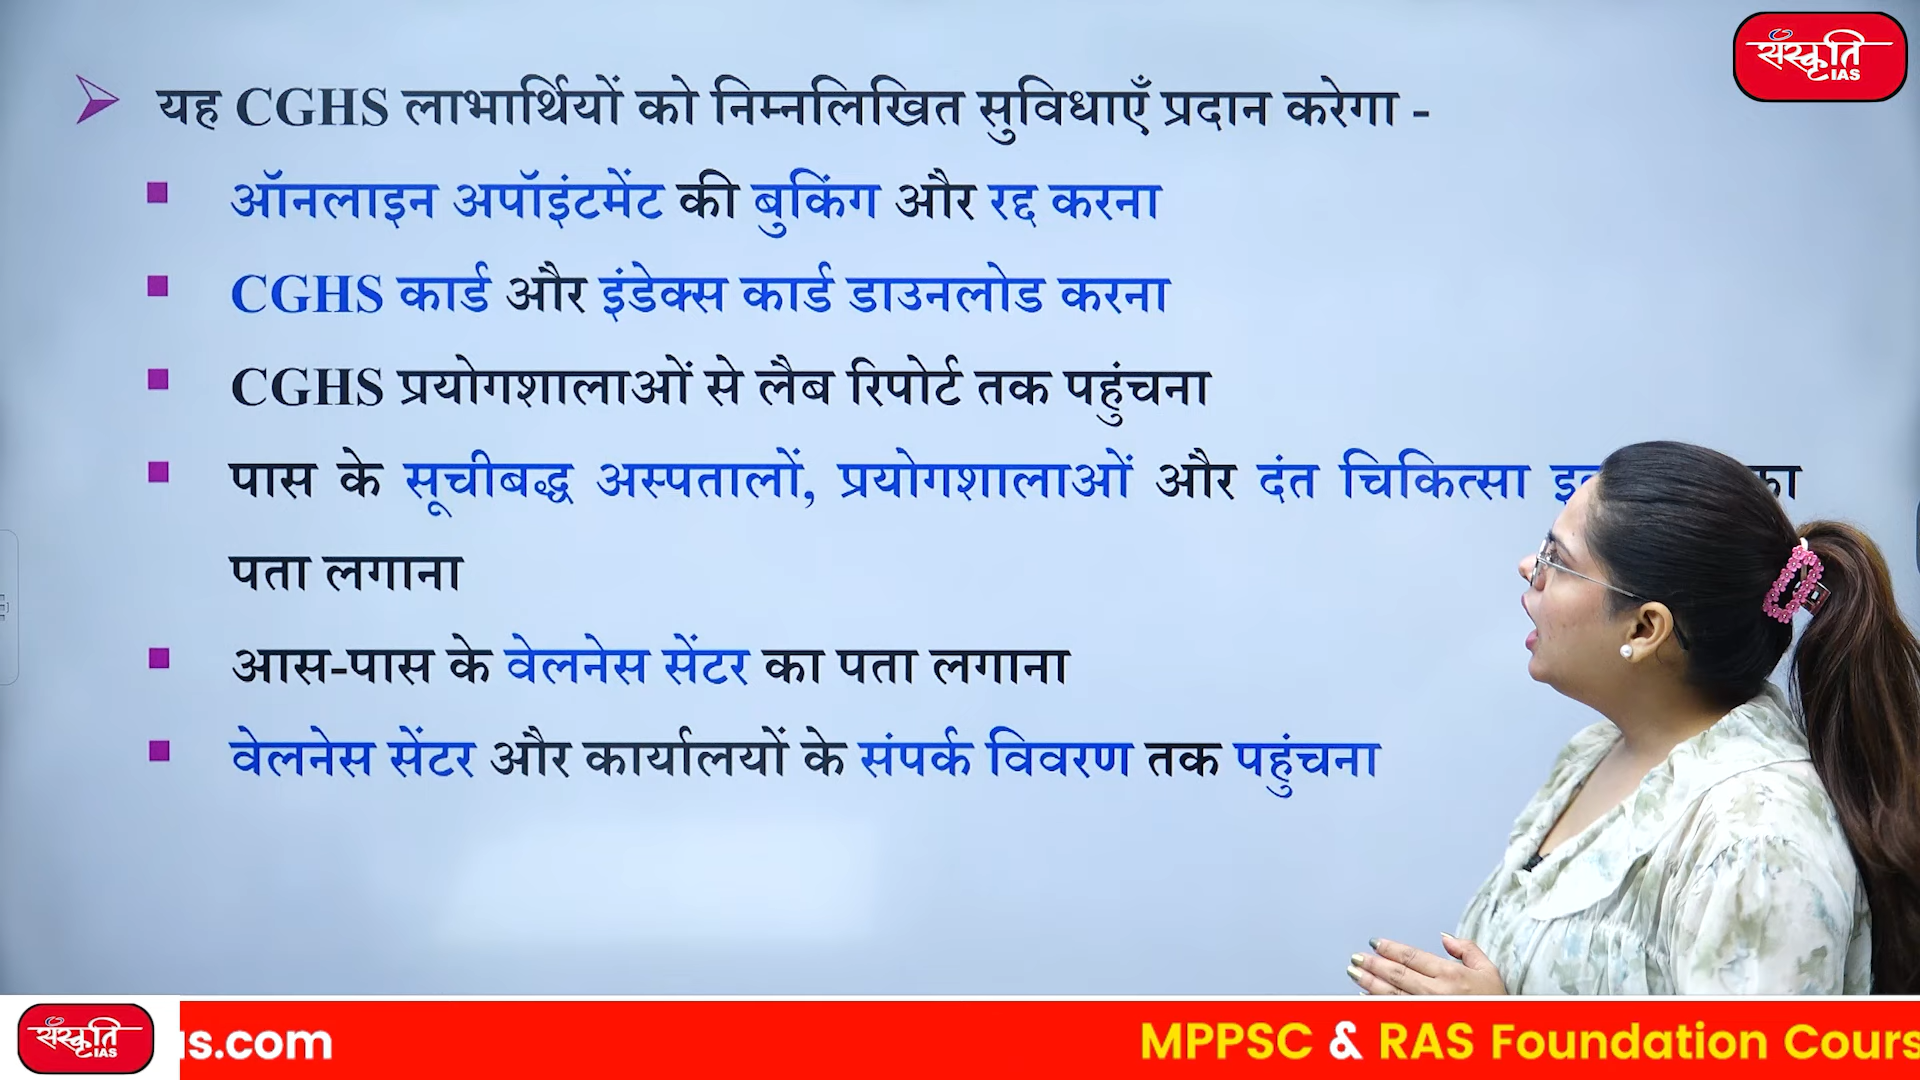 संस्कृति
IAS
यह CGHS लाभार्थियों को निम्नलिखित सुविधाएँ प्रदान करेगा -
ऑनलाइन अपॉइंटमेंट की बुकिंग और रद्द करना
CGHS कार्ड और इंडेक्स कार्ड डाउनलोड करना
CGHS प्रयोगशालाओं से लैब रिपोर्ट तक पहुंचना
पास के सूचीबद्ध अस्पतालों, प्रयोगशालाओं और दंत चिकित्सा का
पता लगाना
आस-पास के वेलनेस सेंटर का पता लगाना
वेलनेस सेंटर और कार्यालयों के संपर्क विवरण तक पहुंचना
संस्कृति
IAS
as.com MPPSC & RAS Foundation Cours